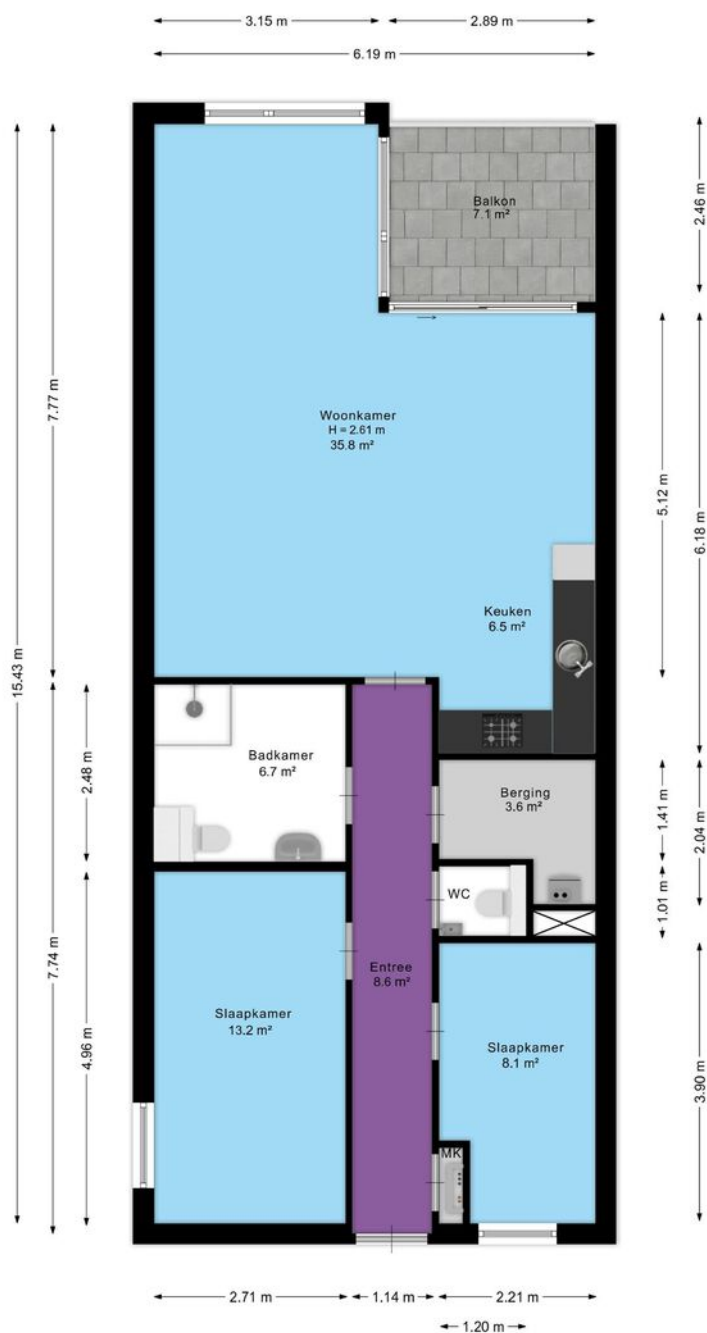 3.15 m
2.89 m
6.19 m
2.46 m
Balkon
7.1 m²
7.77 m
Woonkamer
H = 2.61 m
35.8 m²
5.12 m
6.18 m
Keuken
6.5 m²
15.43 m
Badkamer
6.7 m²
2.48 m
Berging
3.6 m²
1.41 m
2.04 m
WC
1.01 m
7.74 m
Entree
8.6 m²
Slaapkamer
13.2 m²
4.96 m
Slaapkamer
8.1 m²
3.90 m
MK
2.71 m
1.14 m
2.21 m
1.20 m